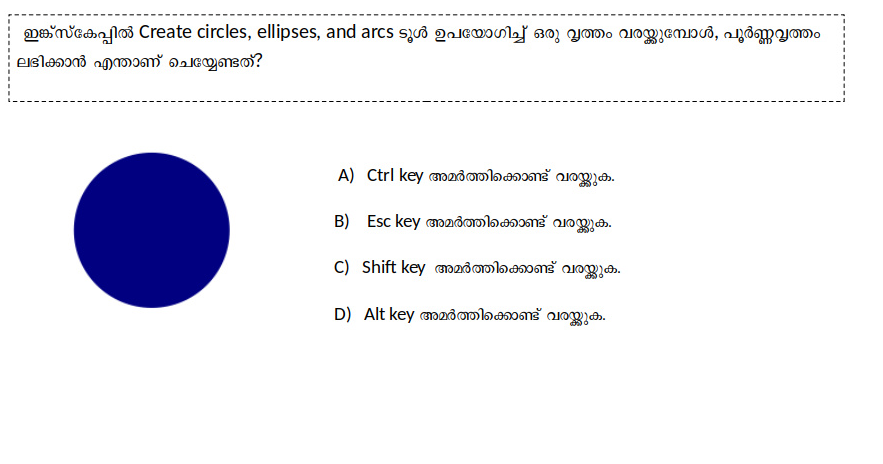 ഇങ്ക്സ്കേപ്പിൽ Create circles, ellipses, and arcs ടൂൾ ഉപയോഗിച്ച് ഒരു വൃത്തം വരയ്ക്കുമ്പോൾ, പൂർണ്ണവൃത്തം
ലഭിക്കാൻ എന്താണ് ചെയ്യേണ്ടത്?
A) Ctrl key അമർത്തിക്കൊണ്ട് വരയ്ക്കുക.
B) Esc key അമർത്തിക്കൊണ്ട് വരയ്ക്കുക.
C) Shift key അമർത്തിക്കൊണ്ട് വരയ്ക്കുക.
D) Alt key അമർത്തിക്കൊണ്ട് വരയ്ക്കുക.